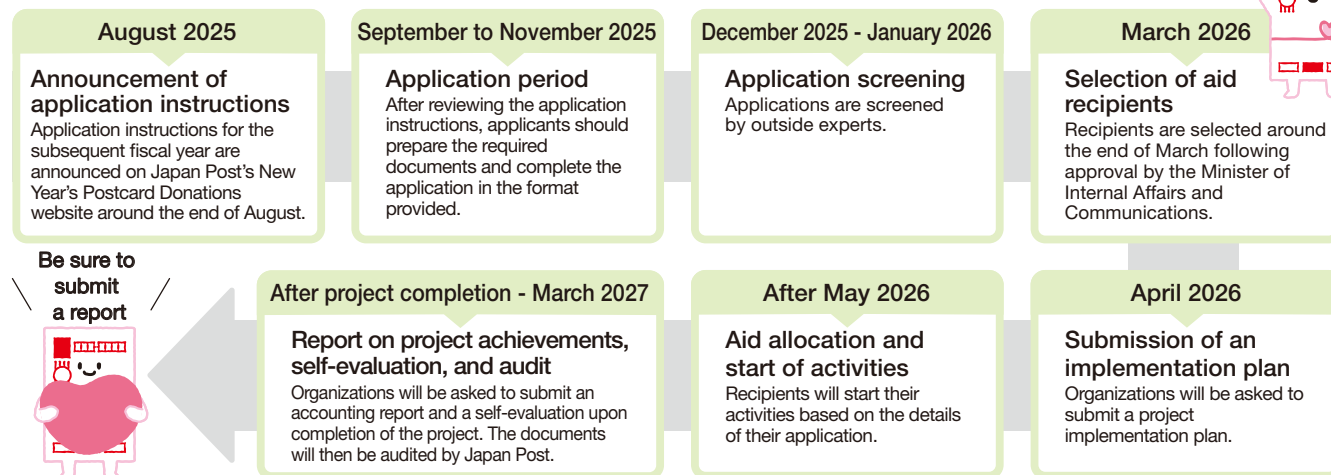 August 2025
Announcement of
application instructions
Application instructions for the
subsequent fiscal year are
announced on Japan Post's New
Year's Postcard Donations
website around the end of August.
September to November 2025
Application period
After reviewing the application
instructions, applicants should
prepare the required
documents and complete the
application in the format
provided.
December 2025 - January 2026
Application screening
Applications are screened
by outside experts.
March 2026
Selection of aid
recipients
Recipients are selected around
the end of March following
approval by the Minister of
Internal Affairs and
Communications.
April 2026
Submission of an
implementation plan
Organizations will be asked to
submit a project
implementation plan.
After May 2026
Aid allocation and
start of activities
Recipients will start their
activities based on the details
of their application.
After project completion - March 2027
Report on project achievements,
self-evaluation, and audit
Organizations will be asked to submit an
accounting report and a self-evaluation upon
completion of the project. The documents
will then be audited by Japan Post.
Be sure to
submit
a report